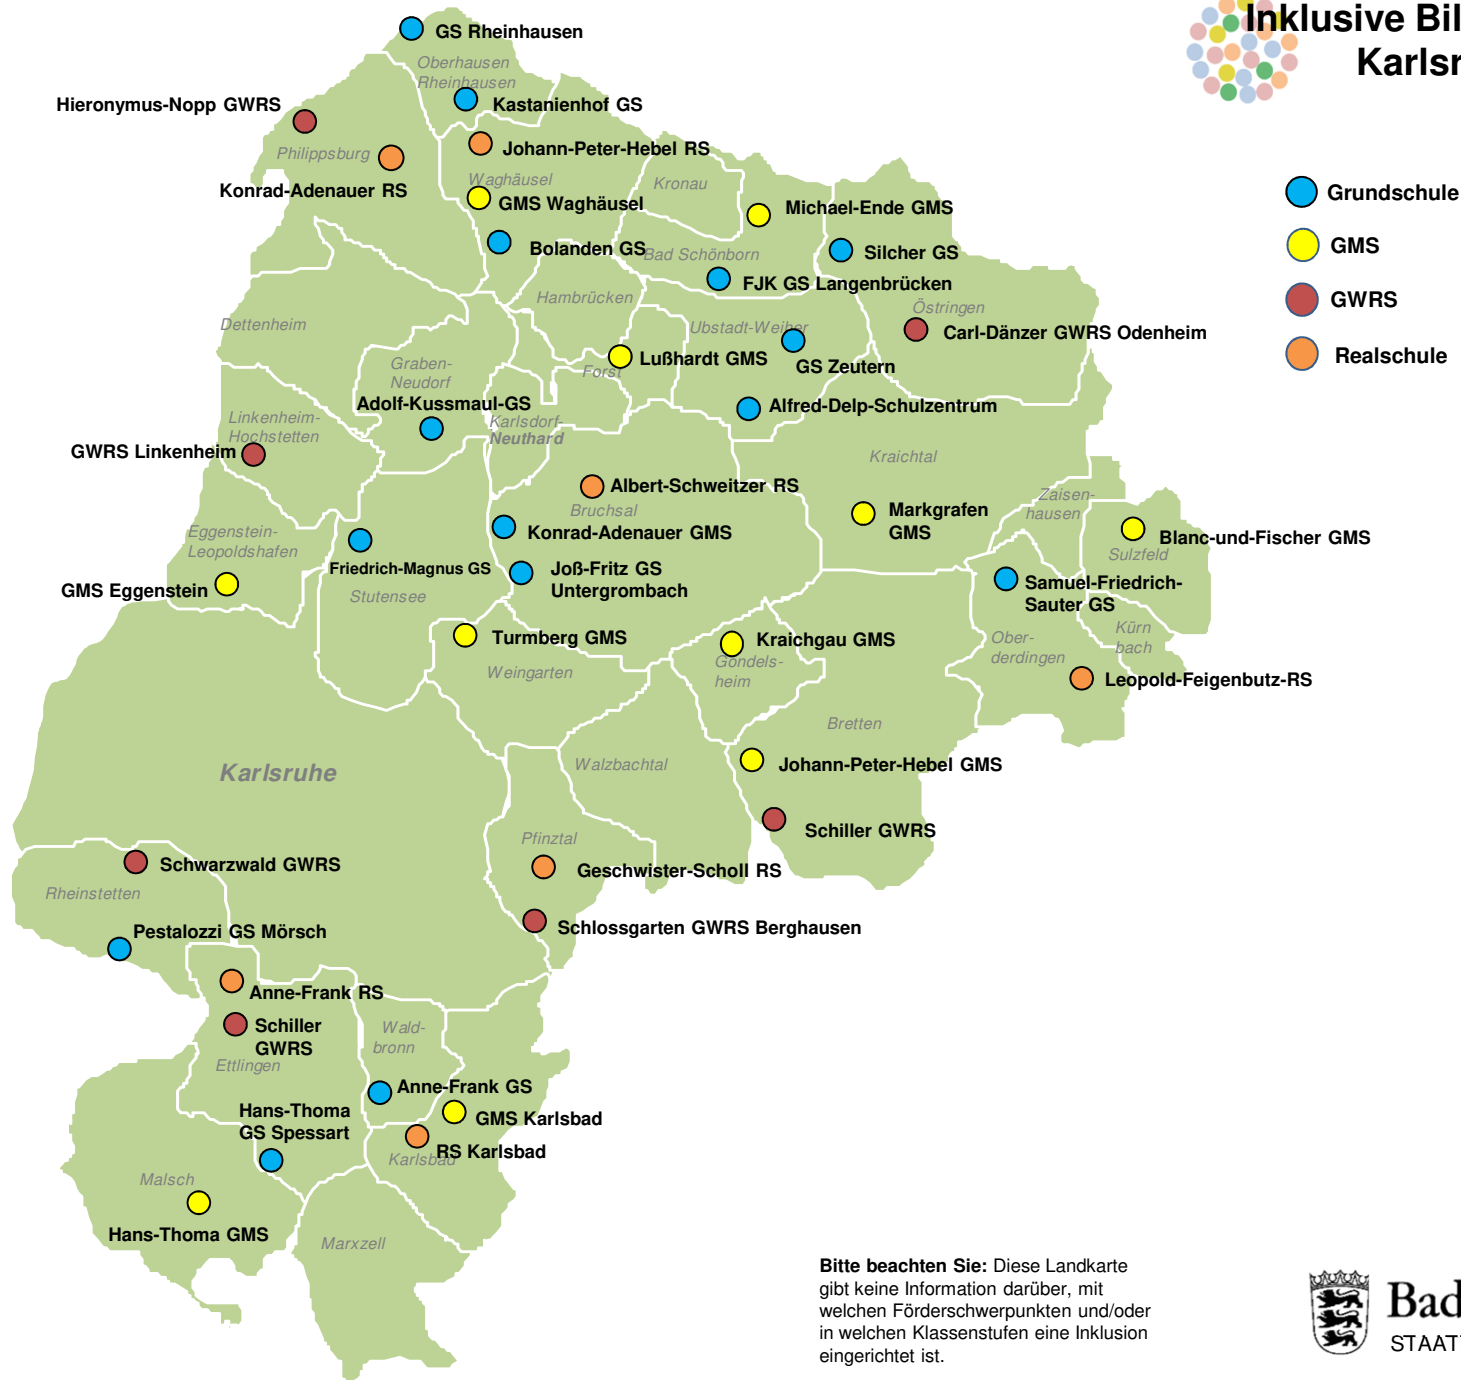 Inklusive Bil
Karlsr
GS Rheinhausen
Oberhausen
Rheinhausen
Kastanienhof GS
Hieronymus-Nopp GWRS
Philippsburg
Konrad-Adenauer RS
Johann-Peter-Hebel RS
Waghäusel
GMS Waghäusel
Bolanden GS
Kronau
Michael-Ende GMS
Bad Schönborn
FJK GS Langenbrücken
Silcher GS
Östringen
Carl-Dänzer GWRS Odenheim
Grundschule
GMS
GWRS
Realschule
Hambrücken
Dettenheim
Ubstadt-Weiher
GS Zeutern
Lußhardt GMS
Forst
Graben-
Neudorf
Adolf-Kussmaul-GS
Alfred-Delp-Schulzentrum
Linkenheim-
Hochstetten
GWRS Linkenheim
Karlsdorf-
Neuthard
Kraichtal
Albert-Schweitzer RS
Bruchsal
Konrad-Adenauer GMS
Markgrafen
GMS
Zaisen-
hausen
Blanc-und-Fischer GMS
Sulzfeld
Eggenstein-
Leopoldshafen
GMS Eggenstein
Friedrich-Magnus GS
Stutensee
Joß-Fritz GS
Untergrombach
Samuel-Friedrich-
Sauter GS
Ober-
derdingen
Kürn
bach
Leopold-Feigenbutz-RS
Turmberg GMS
Weingarten
Kraichgau GMS
Gondels-
heim
Bretten
Karlsruhe
Walzbachtal
Johann-Peter-Hebel GMS
Schiller GWRS
Pfinztal
Geschwister-Scholl RS
Schlossgarten GWRS Berghausen
Schwarzwald GWRS
Rheinstetten
Pestalozzi GS Mörsch
Anne-Frank RS
Schiller
GWRS
Ettlingen
Wald-
bronn
Anne-Frank GS
GMS Karlsbad
RS Karlsbad
Karlsbad
Hans-Thoma
GS Spessart
Malsch
Hans-Thoma GMS
Marxzell
Bitte beachten Sie: Diese Landkarte
gibt keine Information darüber, mit
welchen Förderschwerpunkten und/oder
in welchen Klassenstufen eine Inklusion
eingerichtet ist.
Bad
STAAT